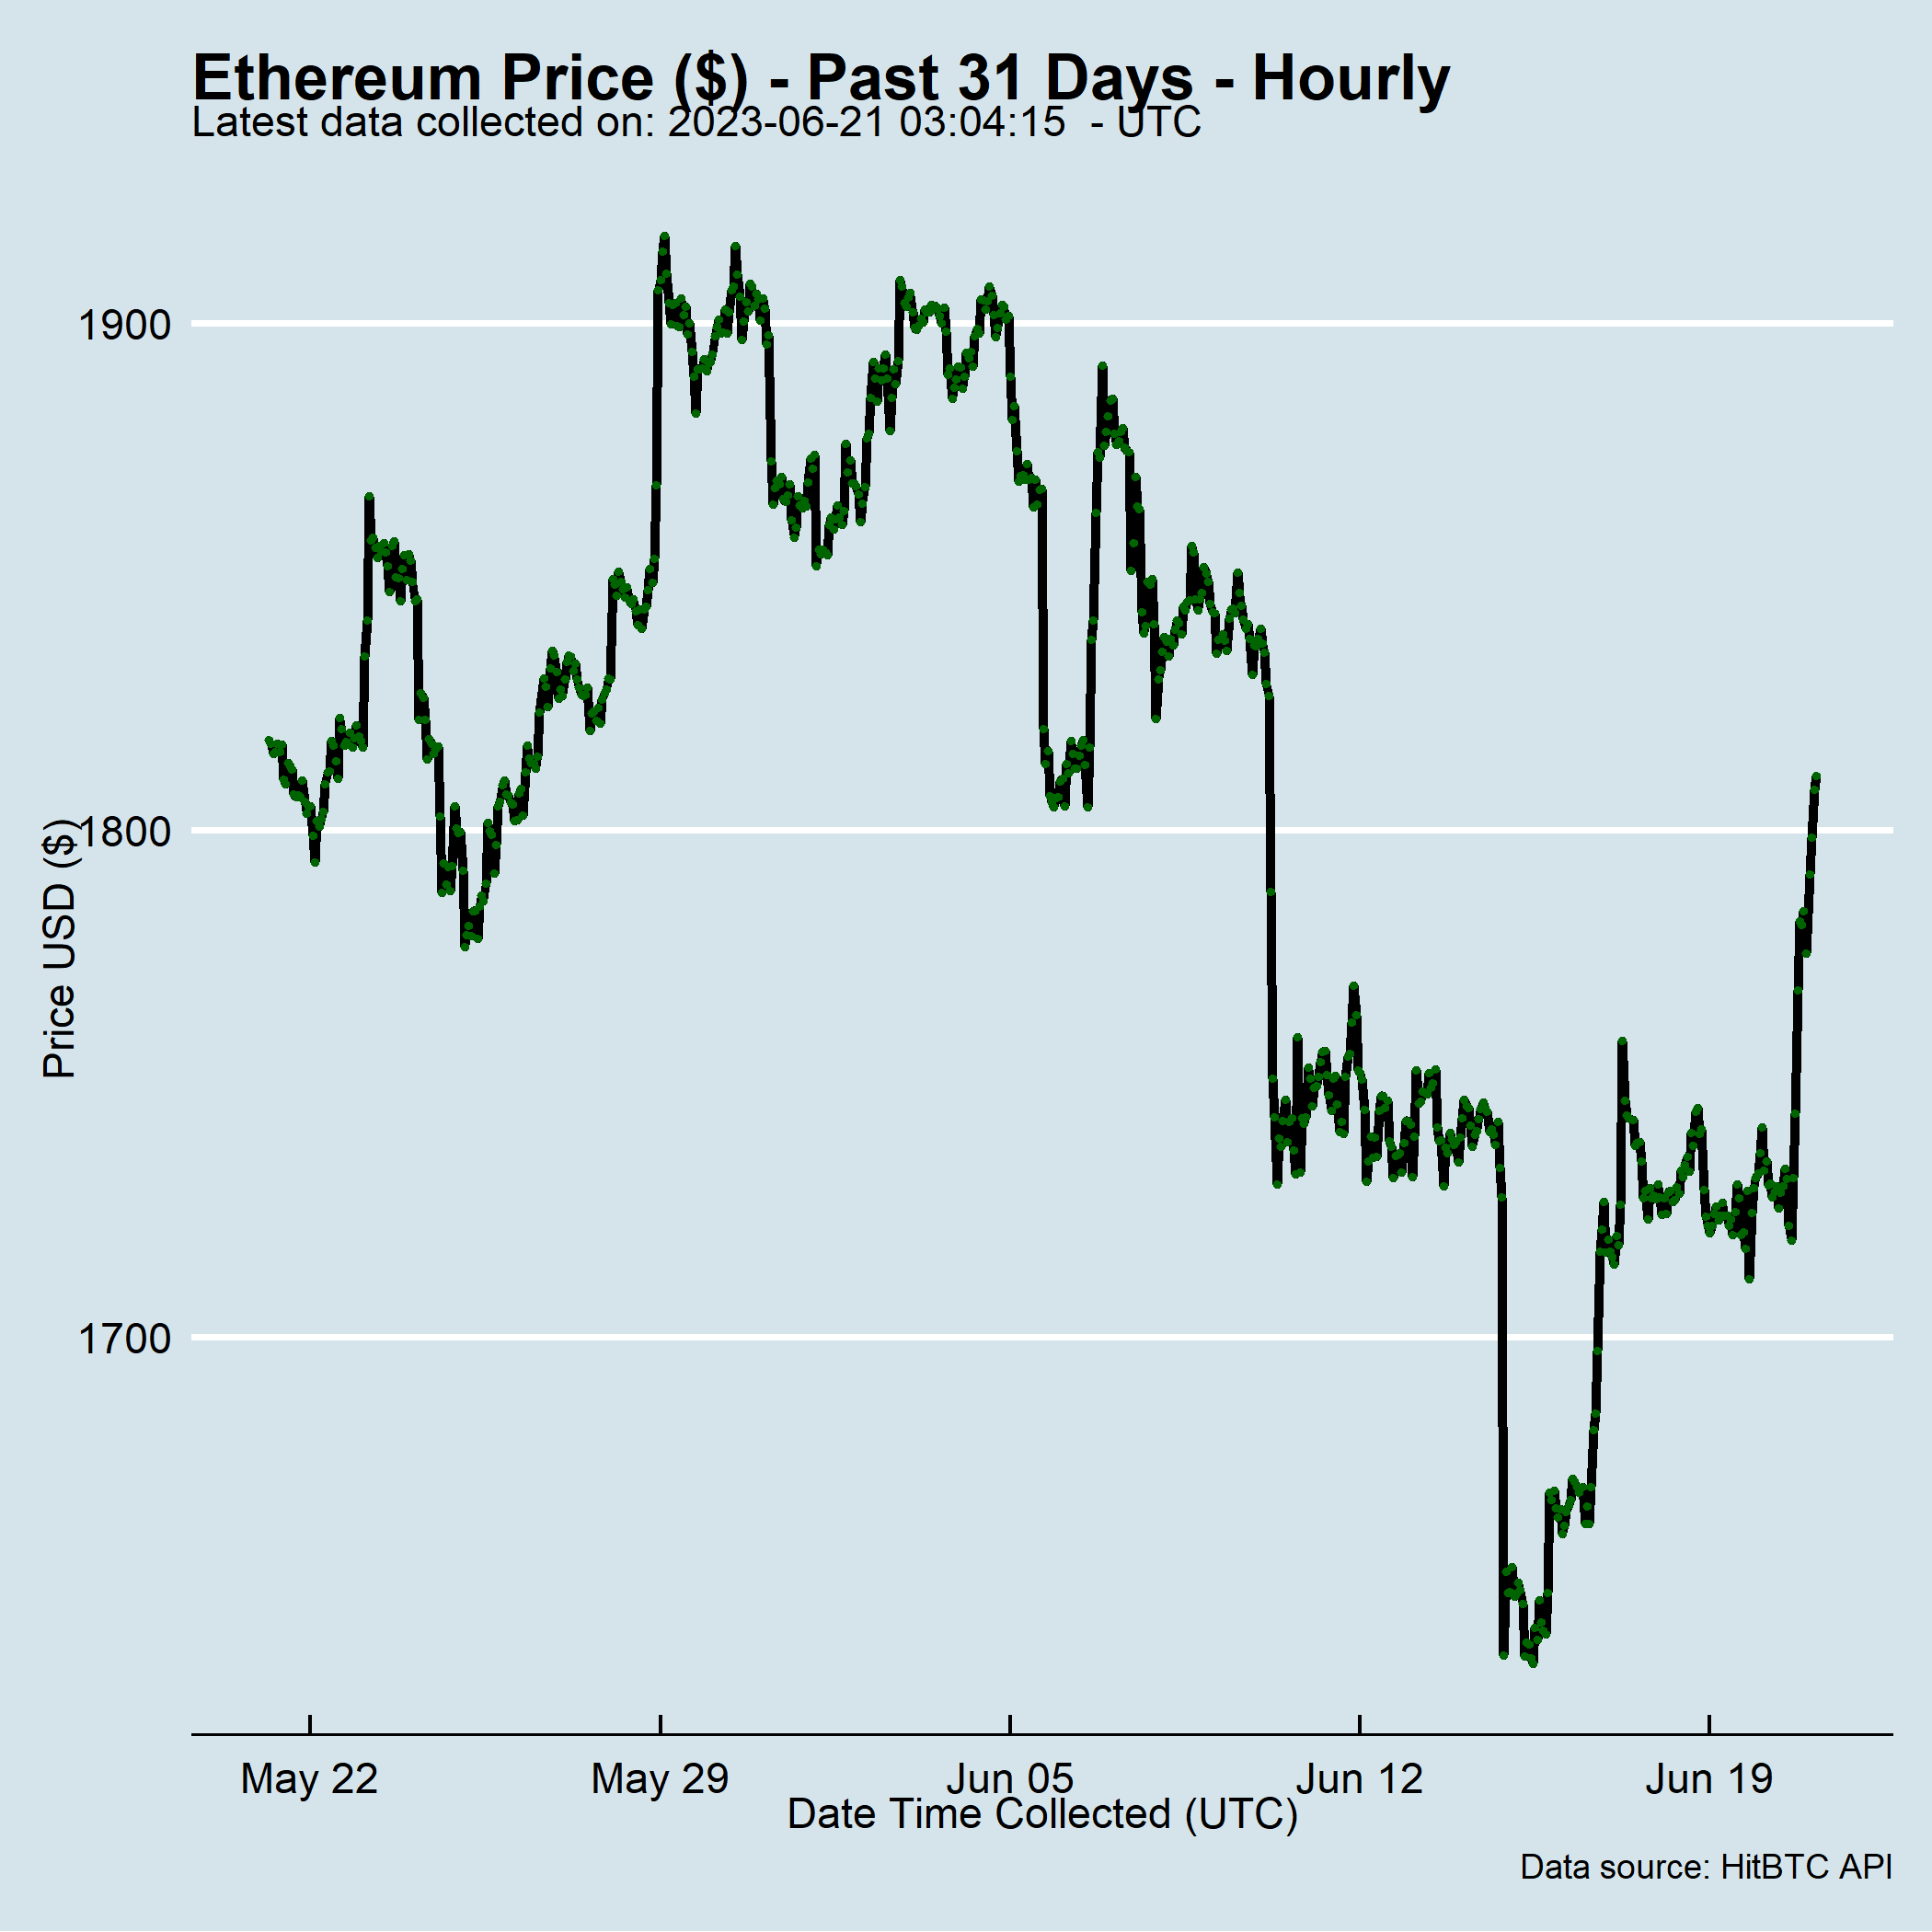 Ethereum Price ($) - Past 31 Days - Hourly
Latest data collected on: 2023-06-21 03:04:15  - UTC
Price USD ($)
1900
1800
1700
May 22
May 29
Jun 05
Jun 12
Jun 19
Date Time Collected (UTC)
Data source: HitBTC API